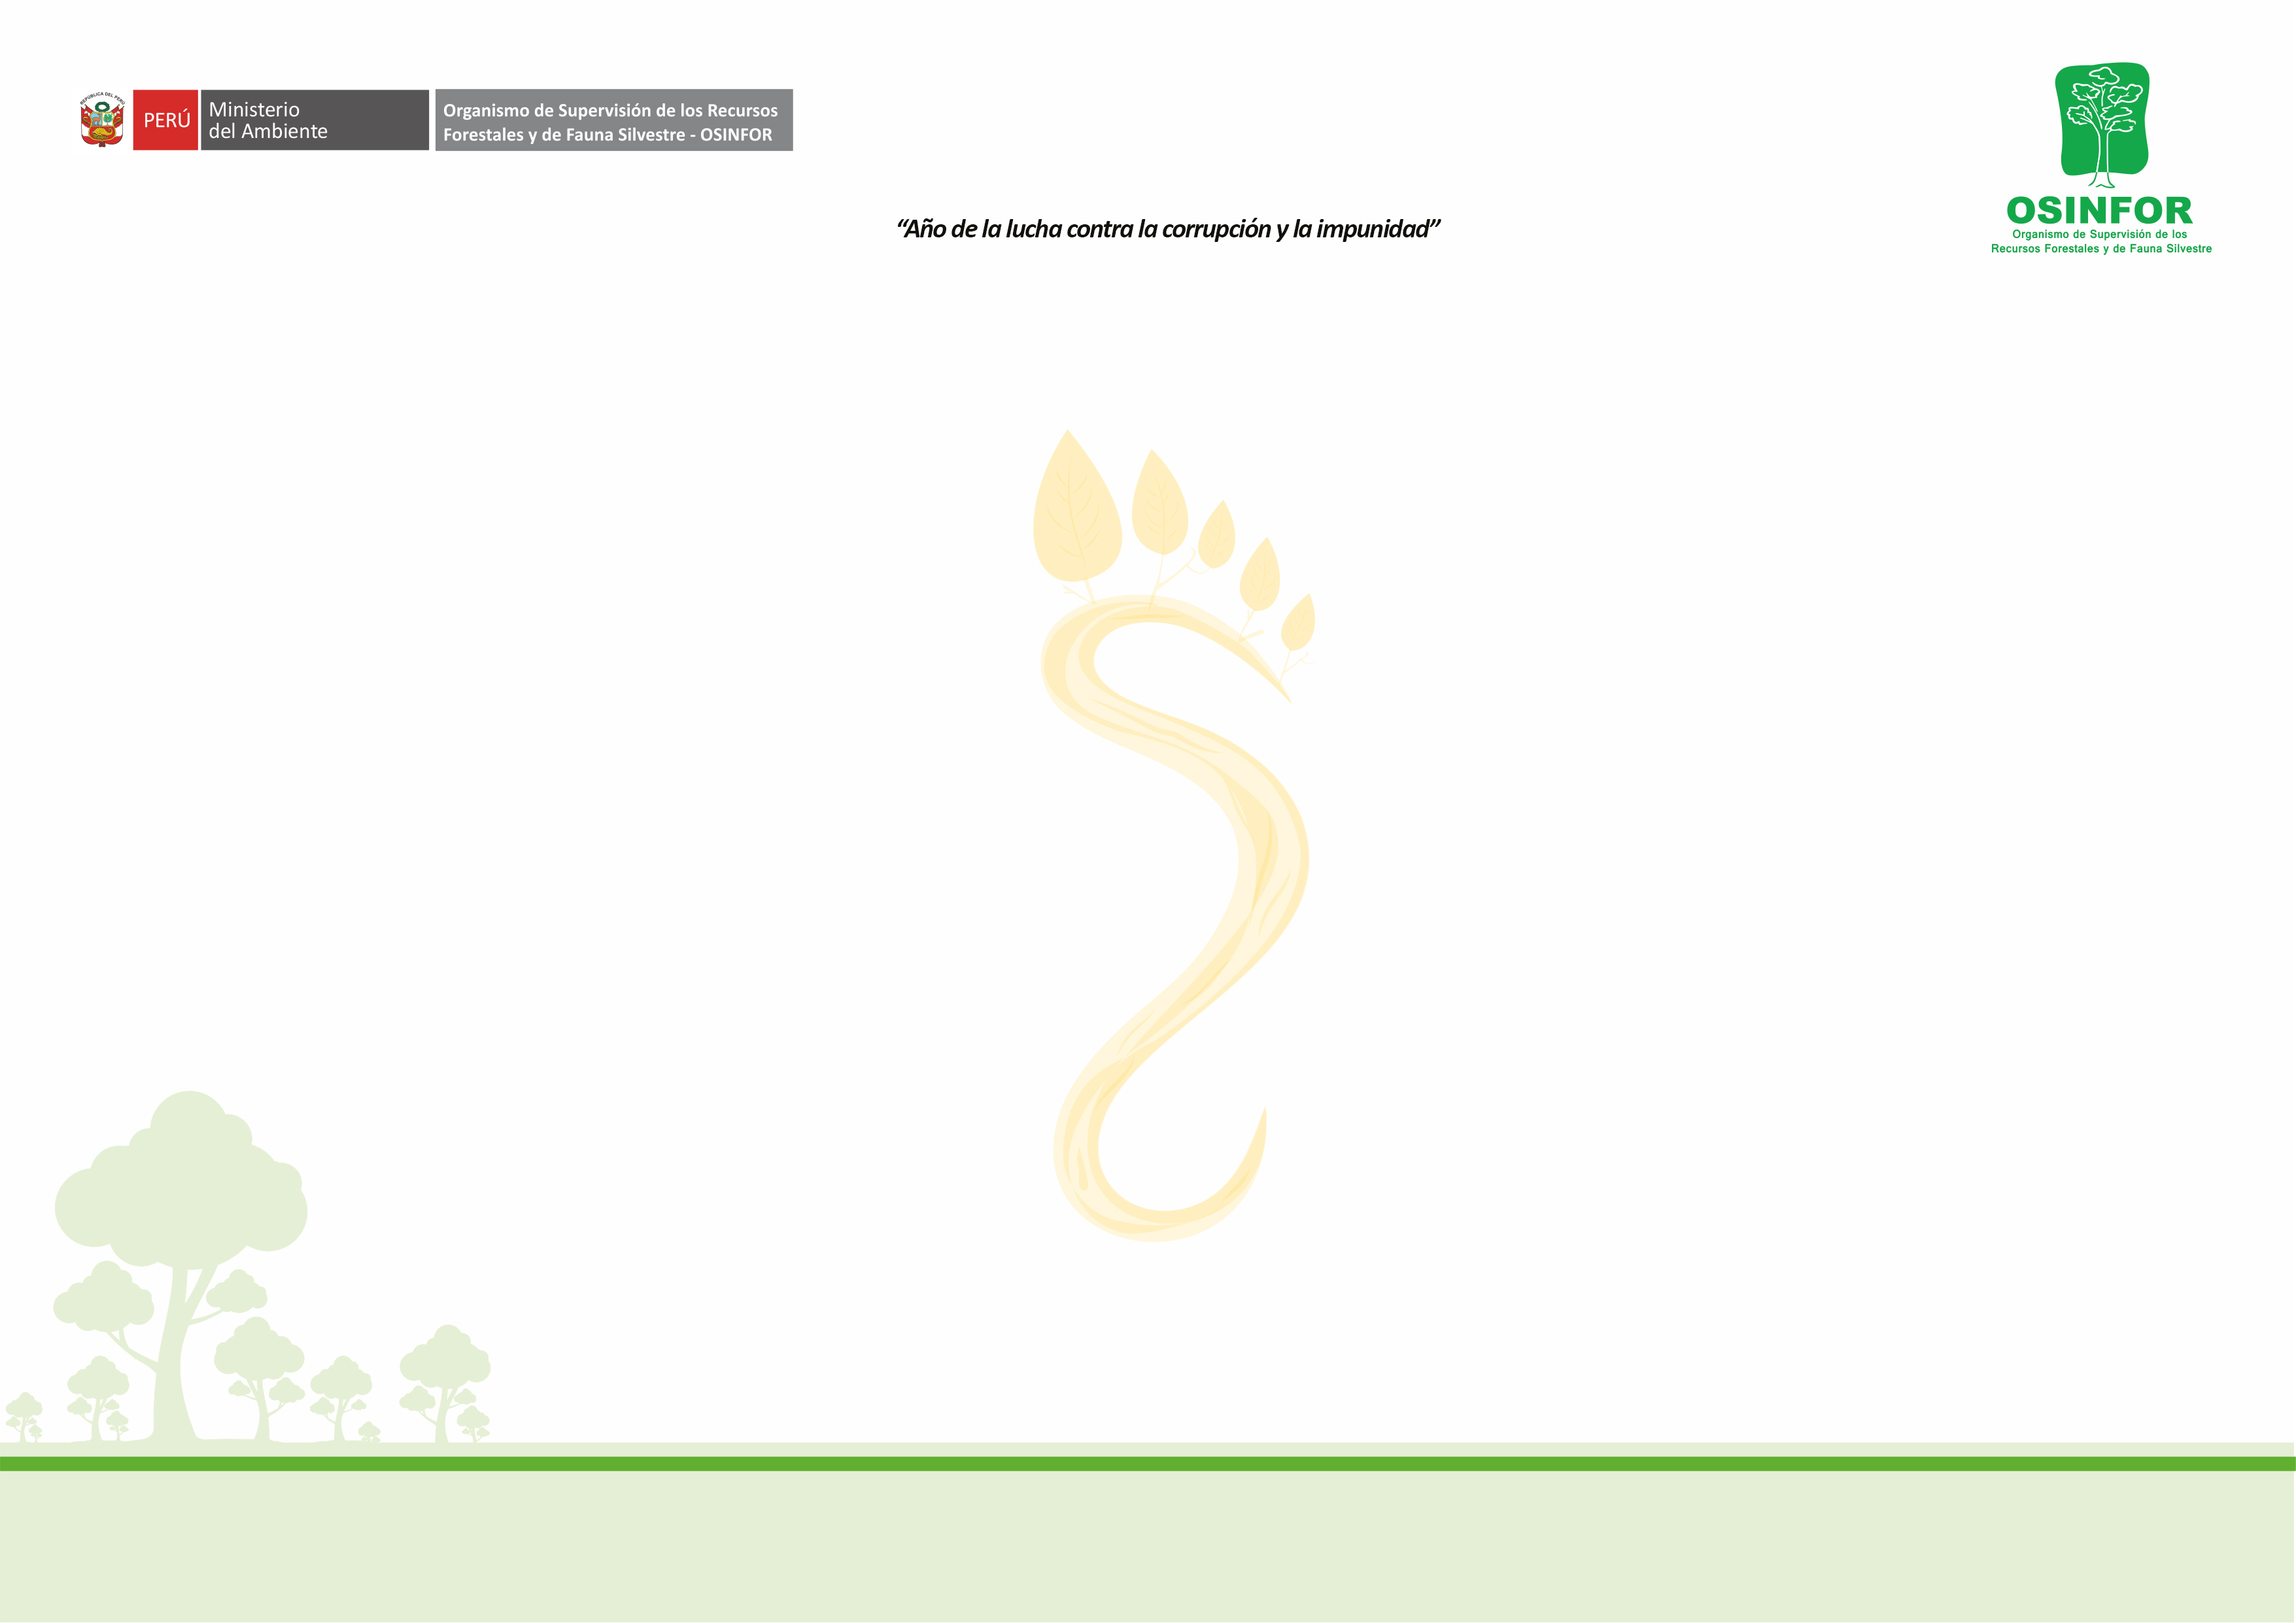 REPÚBLICA DEL PERÚ
PERÚ
Ministerio
del Ambiente
Organismo de Supervisión de los Recursos
Forestales y de Fauna Silvestre - OSINFOR
“Año de la lucha contra la corrupción y la impunidad”
OSINFOR
Organismo de Supervisión de los
Recursos Forestales y de Fauna Silvestre